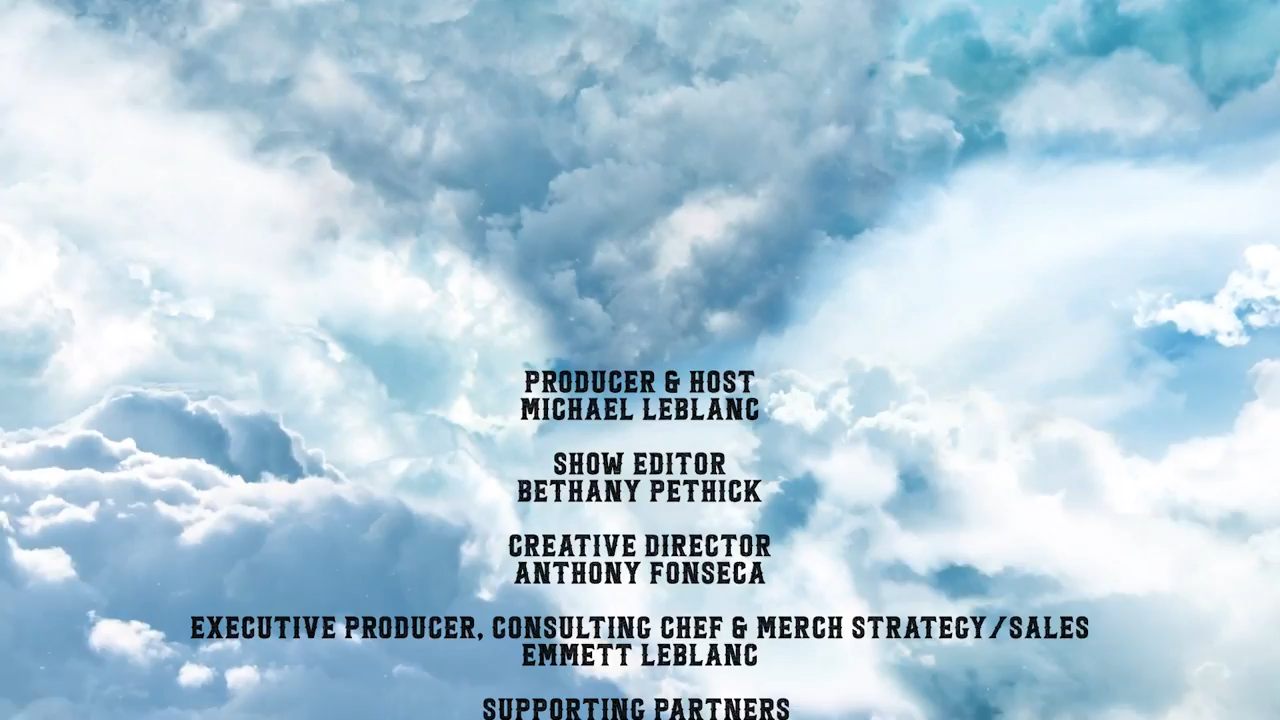 PRODUCER & HOST
MICHAEL LEBLANC
SHOW EDITOR
BETHANY PETHICK
CREATIVE DIRECTOR
ANTHONY FONSECA
EXECUTIVE PRODUCER, CONSULTING CHEF & MERCH STRATEGY/SALES
EMMETT LEBLANC
SUPPORTING PARTNERS